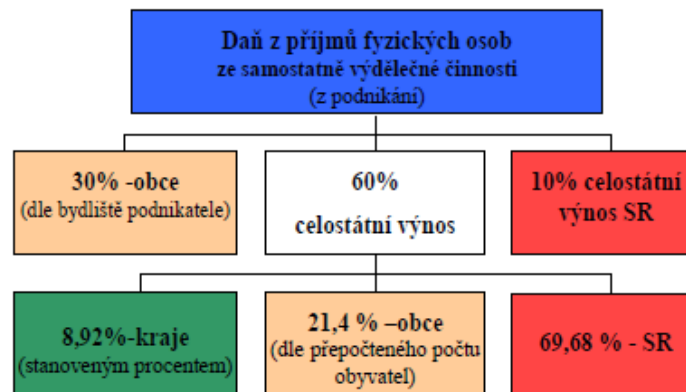 Daň z příjmů fyzických osob
ze samostatně výdělečné činnosti
(z podnikání)
30% -obce
(dle bydliště podnikatele)
60%
celostátní výnos
10% celostátní
výnos SR
8,92%-kraje
(stanoveným procentem)
21,4 % –obce
(dle přepočteného počtu
obyvatel)
69,68 % - SR